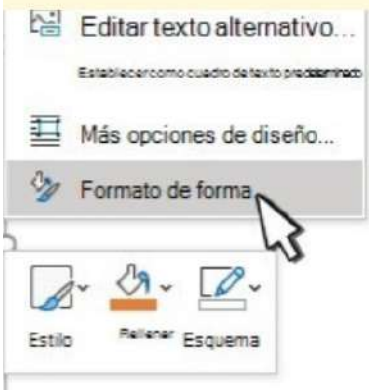 Editar texto alternativo...
Establecer como cuadro de texto predeterminado
Más opciones de diseño...
Formato de forma
Estilo Rellenar Esquema